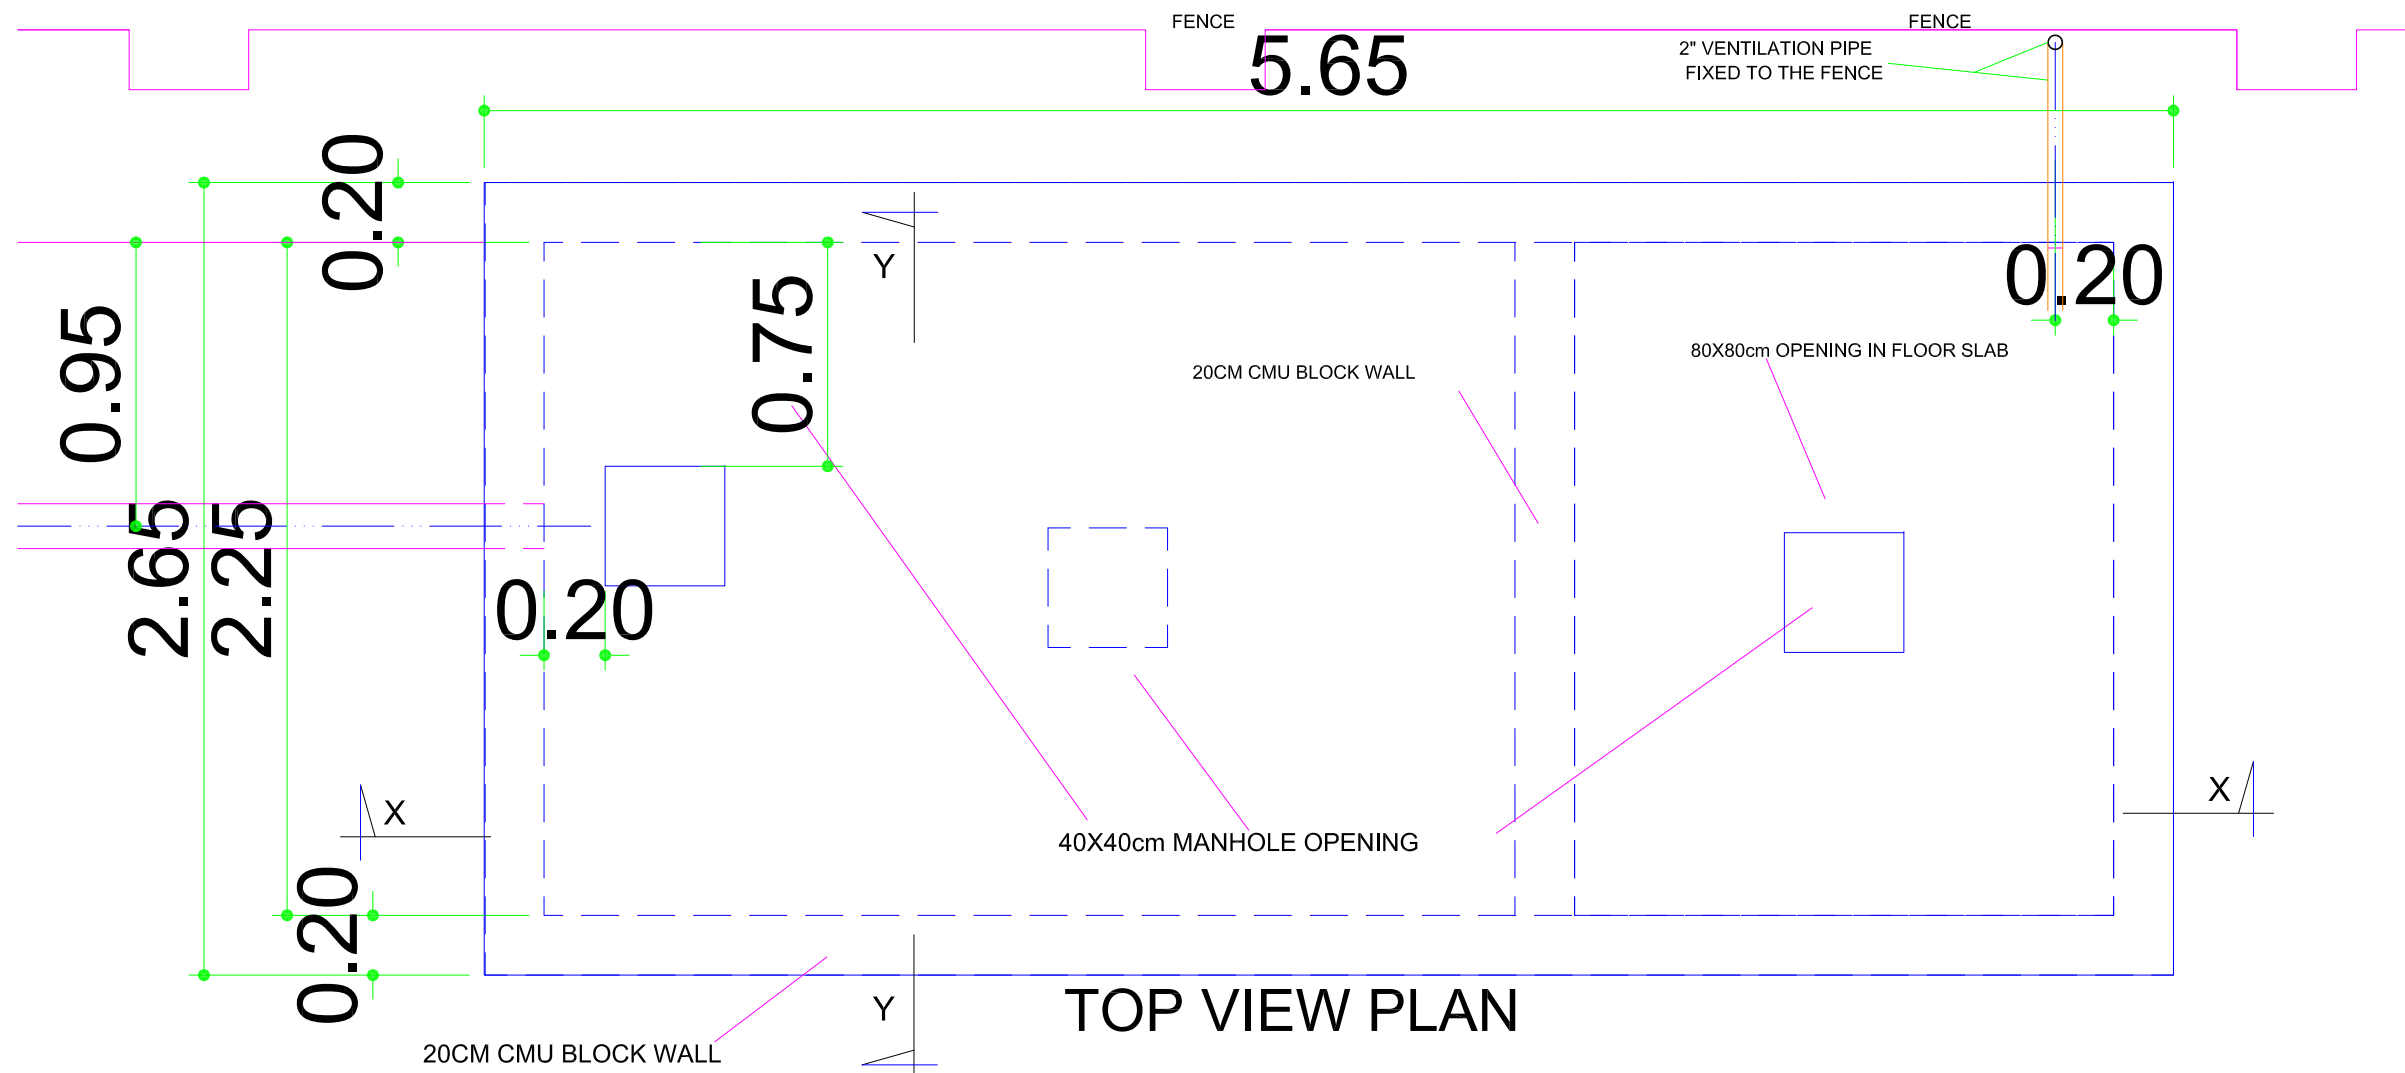 FENCE
FENCE
5.65
2" VENTILATION PIPE
FIXED TO THE FENCE
0.20
Y
0.20
0.95
0.75
80X80cm OPENING IN FLOOR SLAB
20CM CMU BLOCK WALL
2.65
2.25
0.20
X
X
40X40cm MANHOLE OPENING
0.20
Y
TOP VIEW PLAN
20CM CMU BLOCK WALL